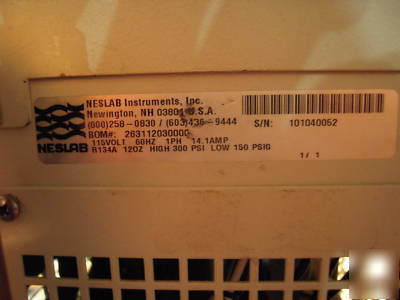 NESLAB Instruments, Inc.
Newington, NH 03801 U.S.A.
(800)258-0830 / (603)436-9444
S/N: 101040052
BOM#: 263112030000
115VOLT 60HZ 1PH 14.1AMP
R134A 12OZ HIGH 300 PSI LOW 150 PSIG
1/ 1
NESLAB